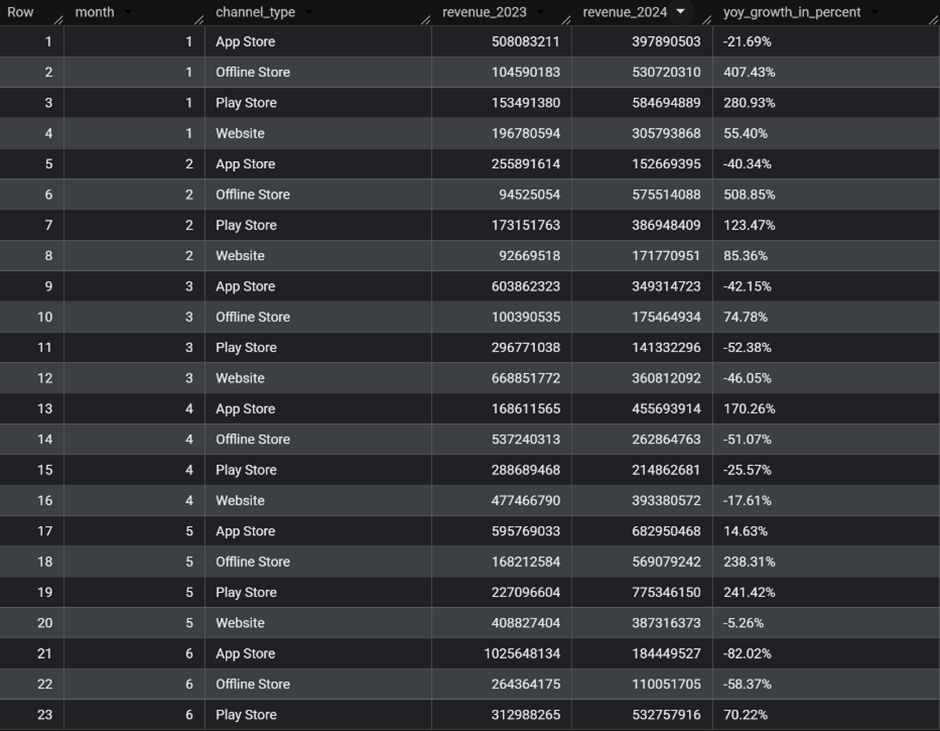 Row month channel_type revenue_2023 revenue_2024 yoy_growth_in_percent
1 1 App Store 508083211 397890503 -21.69%
2 1 Offline Store 104590183 530720310 407.43%
3 1 Play Store 153491380 584694889 280.93%
4 1 Website 196780594 305793868 55.40%
5 2 App Store 255891614 152669395 -40.34%
6 2 Offline Store 94525054 575514088 508.85%
7 2 Play Store 173151763 386948409 123.47%
8 2 Website 92669518 171770951 85.36%
9 3 App Store 603862323 349314723 -42.15%
10 3 Offline Store 100390535 175464934 74.78%
11 3 Play Store 296771038 141332296 -52.38%
12 3 Website 668851772 360812092 -46.05%
13 4 App Store 168611565 455693914 170.26%
14 4 Offline Store 537240313 262864763 -51.07%
15 4 Play Store 288689468 214862681 -25.57%
16 4 Website 477466790 393380572 -17.61%
17 5 App Store 595769033 682950468 14.63%
18 5 Offline Store 168212584 569079242 238.31%
19 5 Play Store 227096604 775346150 241.42%
20 5 Website 408827404 387316373 -5.26%
21 6 App Store 1025648134 184449527 -82.02%
22 6 Offline Store 264364175 110051705 -58.37%
23 6 Play Store 312988265 532757916 70.22%